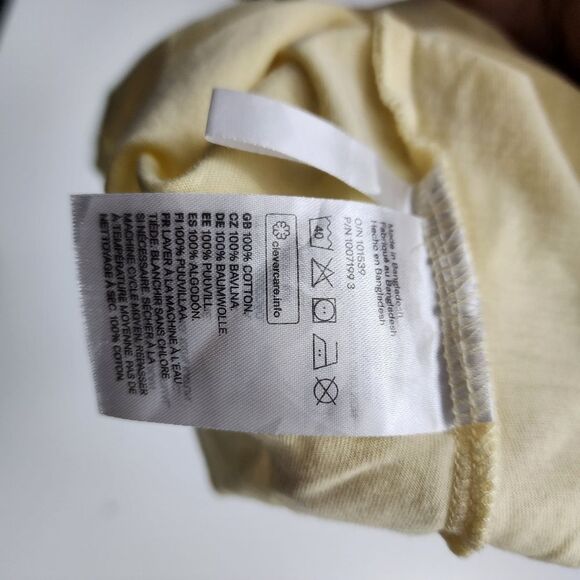 Made in Bangladesh
Fabriqué au Bangladesh
Hecho en Bangladesh
O/N 101539
P/N 1007199 3
40
clevercare.info
GB 100% COTTON.
CZ 100% BAVLNA.
DE 100% BAUMWOLLE.
EE 100% PUUVILL.
ES 100% ALGODÓN.
FI 100% PUUVILLAA.
FR LAVER À MACHINE À L'EAU
TIÈDE. BLANCHIR SANS CHLORE
SI NÉCESSAIRE. SÉCHER À LA
MACHINE CYCLE MOYEN. REPASSER
À TEMPÉRATURE MOYENNE. PAS DE
NETTOYAGE À SEC. 100% COTON.